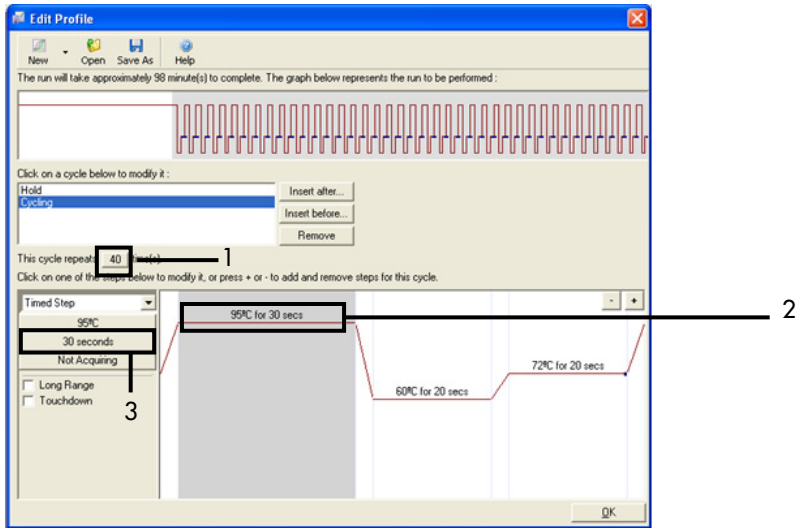 Edit Profile
New Open Save As Help
The run will take approximately 98 minute(s) to complete. The graph below represents the run to be performed :
Click on a cycle below to modify it :
Hold
Cycling
Insert after...
Insert before...
Remove
This cycle repeats 40 time(s).
1
Click on one of the steps below to modify it, or press + or - to add and remove steps for this cycle.
Timed Step
- +
95ºC
30 seconds
Not Acquiring
Long Range
Touchdown
95ºC for 30 secs
2
60ºC for 20 secs
72ºC for 20 secs
3
OK